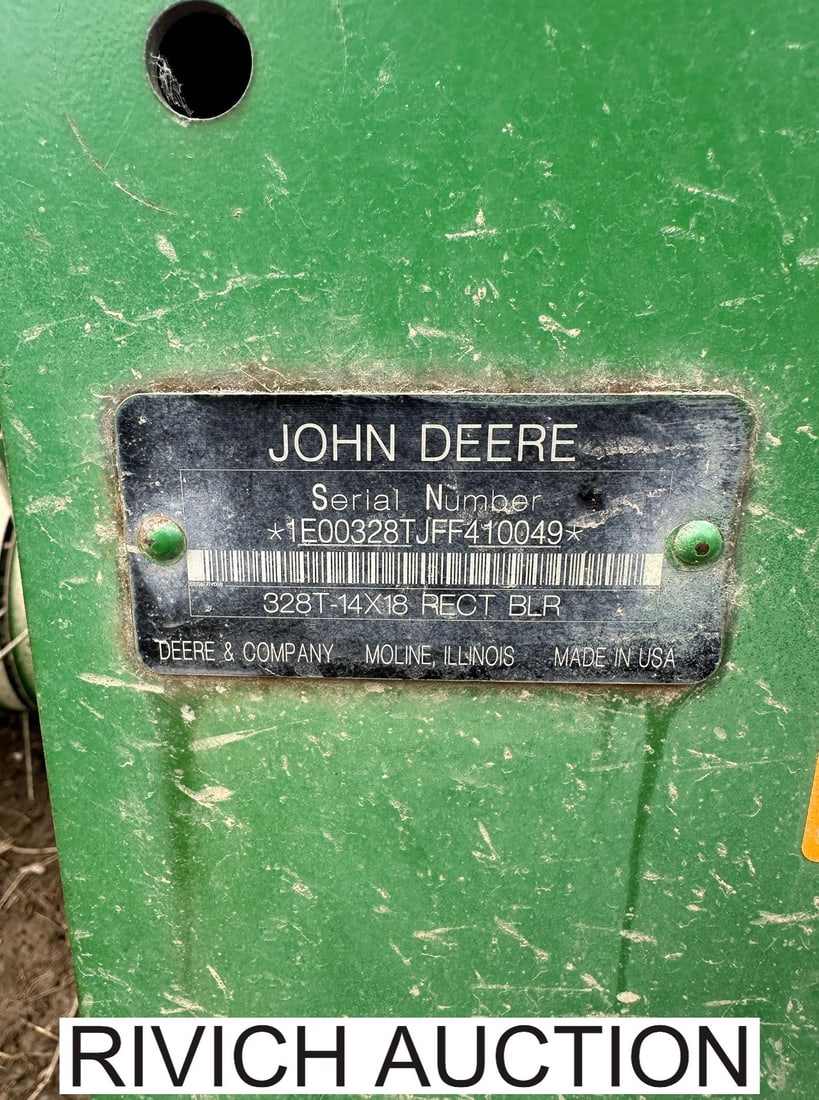 JOHN DEERE
Serial Number
*1E00328TJFF410049*
328T-14X18 RECT BLR
DEERE & COMPANY MOLINE, ILLINOIS MADE IN USA
RIVICH AUCTION